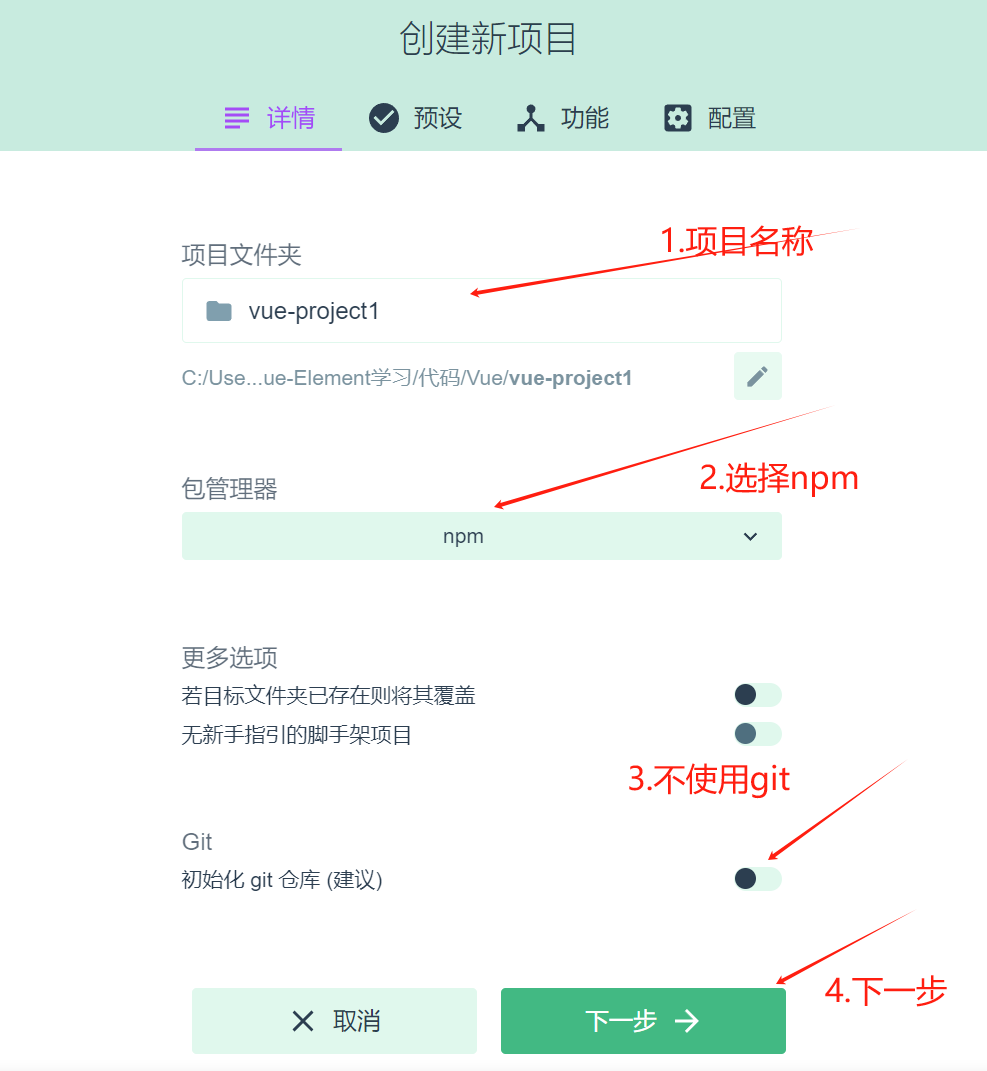 创建新项目
详情 预设 功能 配置
1.项目名称
项目文件夹
vue-project1
C:/Use...ue-Element学习/代码/Vue/vue-project1
2.选择npm
包管理器
npm
更多选项
若目标文件夹已存在则将其覆盖
无新手指引的脚手架项目
3.不使用git
Git
初始化 git 仓库 (建议)
4.下一步
取消 下一步